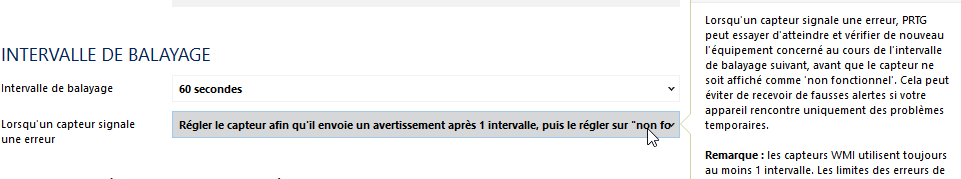 INTERVALLE DE BALAYAGE
Intervalle de balayage
60 secondes
Lorsqu'un capteur signale
une erreur
Régler le capteur afin qu'il envoie un avertissement après 1 intervalle, puis le régler sur "non fo
Lorsqu'un capteur signale une erreur, PRTG
peut essayer d'atteindre et vérifier de nouveau
l'équipement concerné au cours de l'intervalle
de balayage suivant, avant que le capteur ne
soit affiché comme 'non fonctionnel'. Cela peut
éviter de recevoir de fausses alertes si votre
appareil rencontre uniquement des problèmes
temporaires.
Remarque : les capteurs WMI utilisent toujours
au moins 1 intervalle. Les limites des erreurs de